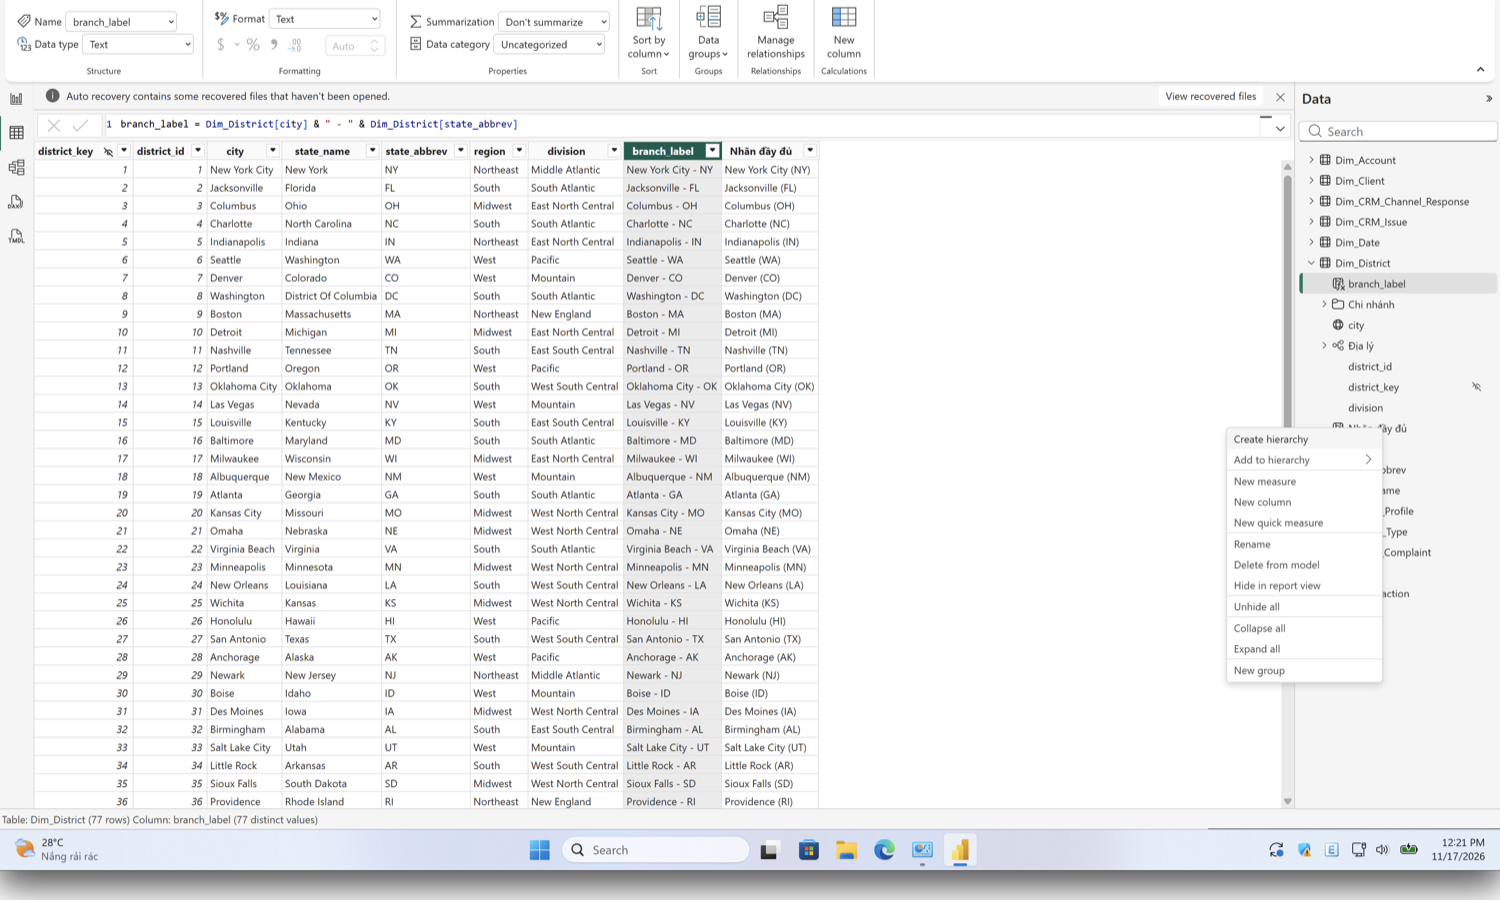 Name branch_label Format Text Summarization Don't summarize
123 Data type Text $ % Auto Data category Uncategorized
Sort by column Data groups Manage relationships New column
Structure Formatting Properties Sort Groups Relationships Calculations
Auto recovery contains some recovered files that haven't been opened. View recovered files
1 branch_label = Dim_District[city] & " - " & Dim_District[state_abbrev]
district_key district_id city state_name state_abbrev region division branch_label Nhãn đầy đủ
1 1 New York City New York NY Northeast Middle Atlantic New York City - NY New York City (NY)
2 2 Jacksonville Florida FL South South Atlantic Jacksonville - FL Jacksonville (FL)
3 3 Columbus Ohio OH Midwest East North Central Columbus - OH Columbus (OH)
4 4 Charlotte North Carolina NC South South Atlantic Charlotte - NC Charlotte (NC)
5 5 Indianapolis Indiana IN Northeast East North Central Indianapolis - IN Indianapolis (IN)
6 6 Seattle Washington WA West Pacific Seattle - WA Seattle (WA)
7 7 Denver Colorado CO West Mountain Denver - CO Denver (CO)
8 8 Washington District Of Columbia DC South South Atlantic Washington - DC Washington (DC)
9 9 Boston Massachusetts MA Northeast New England Boston - MA Boston (MA)
10 10 Detroit Michigan MI Midwest East North Central Detroit - MI Detroit (MI)
11 11 Nashville Tennessee TN South East South Central Nashville - TN Nashville (TN)
12 12 Portland Oregon OR West Pacific Portland - OR Portland (OR)
13 13 Oklahoma City Oklahoma OK South West South Central Oklahoma City - OK Oklahoma City (OK)
14 14 Las Vegas Nevada NV West Mountain Las Vegas - NV Las Vegas (NV)
15 15 Louisville Kentucky KY South East South Central Louisville - KY Louisville (KY)
16 16 Baltimore Maryland MD South South Atlantic Baltimore - MD Baltimore (MD)
17 17 Milwaukee Wisconsin WI Midwest East North Central Milwaukee - WI Milwaukee (WI)
18 18 Albuquerque New Mexico NM West Mountain Albuquerque - NM Albuquerque (NM)
19 19 Atlanta Georgia GA South South Atlantic Atlanta - GA Atlanta (GA)
20 20 Kansas City Missouri MO Midwest West North Central Kansas City - MO Kansas City (MO)
21 21 Omaha Nebraska NE Midwest West North Central Omaha - NE Omaha (NE)
22 22 Virginia Beach Virginia VA South South Atlantic Virginia Beach - VA Virginia Beach (VA)
23 23 Minneapolis Minnesota MN Midwest West North Central Minneapolis - MN Minneapolis (MN)
24 24 New Orleans Louisiana LA South West South Central New Orleans - LA New Orleans (LA)
25 25 Wichita Kansas KS Midwest West North Central Wichita - KS Wichita (KS)
26 26 Honolulu Hawaii HI West Pacific Honolulu - HI Honolulu (HI)
27 27 San Antonio Texas TX South West South Central San Antonio - TX San Antonio (TX)
28 28 Anchorage Alaska AK West Pacific Anchorage - AK Anchorage (AK)
29 29 Newark New Jersey NJ Northeast Middle Atlantic Newark - NJ Newark (NJ)
30 30 Boise Idaho ID West Mountain Boise - ID Boise (ID)
31 31 Des Moines Iowa IA Midwest West North Central Des Moines - IA Des Moines (IA)
32 32 Birmingham Alabama AL South East South Central Birmingham - AL Birmingham (AL)
33 33 Salt Lake City Utah UT West Mountain Salt Lake City - UT Salt Lake City (UT)
34 34 Little Rock Arkansas AR South West South Central Little Rock - AR Little Rock (AR)
35 35 Sioux Falls South Dakota SD Midwest West North Central Sioux Falls - SD Sioux Falls (SD)
36 36 Providence Rhode Island RI Northeast New England Providence - RI Providence (RI)
Data
Search
Dim_Account
Dim_Client
Dim_CRM_Channel_Response
Dim_CRM_Issue
Dim_Date
Dim_District
branch_label
Chi nhánh
city
Địa lý
district_id
district_key
division
ầy đủ
bbrev
ame
_Profile
_Type
_Complaint
action
Create hierarchy
Add to hierarchy
New measure
New column
New quick measure
Rename
Delete from model
Hide in report view
Unhide all
Collapse all
Expand all
New group
DAX
TMDL
Table: Dim_District (77 rows) Column: branch_label (77 distinct values)
28°C
Nắng rải rác
Search
E
12:21 PM
11/17/2026